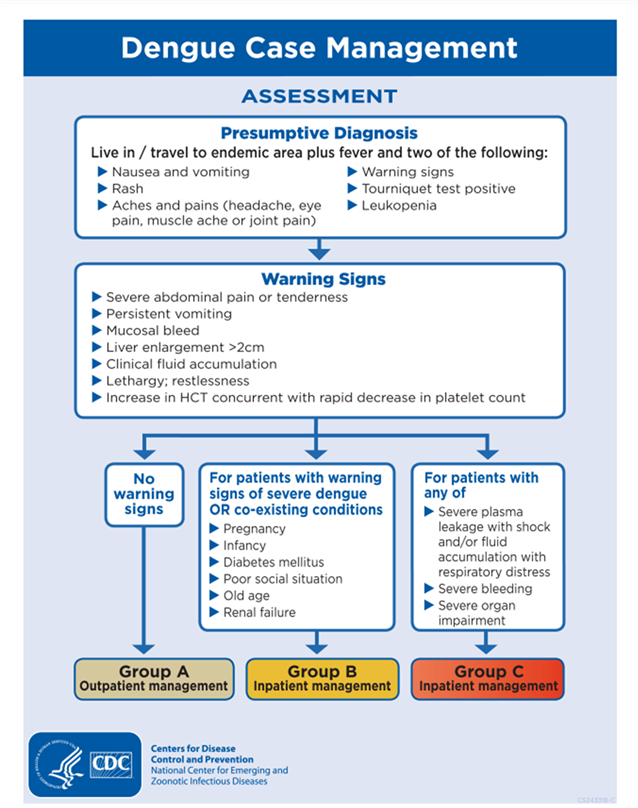 Dengue Case Management
ASSESSMENT
Presumptive Diagnosis
Live in / travel to endemic area plus fever and two of the following:
Nausea and vomiting
Rash
Aches and pains (headache, eye
pain, muscle ache or joint pain)
Warning signs
Tourniquet test positive
Leukopenia
Warning Signs
Severe abdominal pain or tenderness
Persistent vomiting
Mucosal bleed
Liver enlargement >2cm
Clinical fluid accumulation
Lethargy; restlessness
Increase in HCT concurrent with rapid decrease in platelet count
No
warning
signs
For patients with warning
signs of severe dengue
OR co-existing conditions
Pregnancy
Infancy
Diabetes mellitus
Poor social situation
Old age
Renal failure
For patients with
any of
Severe plasma
leakage with shock
and/or fluid
accumulation with
respiratory distress
Severe bleeding
Severe organ
impairment
Group A
Outpatient management
Group B
Inpatient management
Group C
Inpatient management
CDC
Centers for Disease
Control and Prevention
National Center for Emerging and
Zoonotic Infectious Diseases